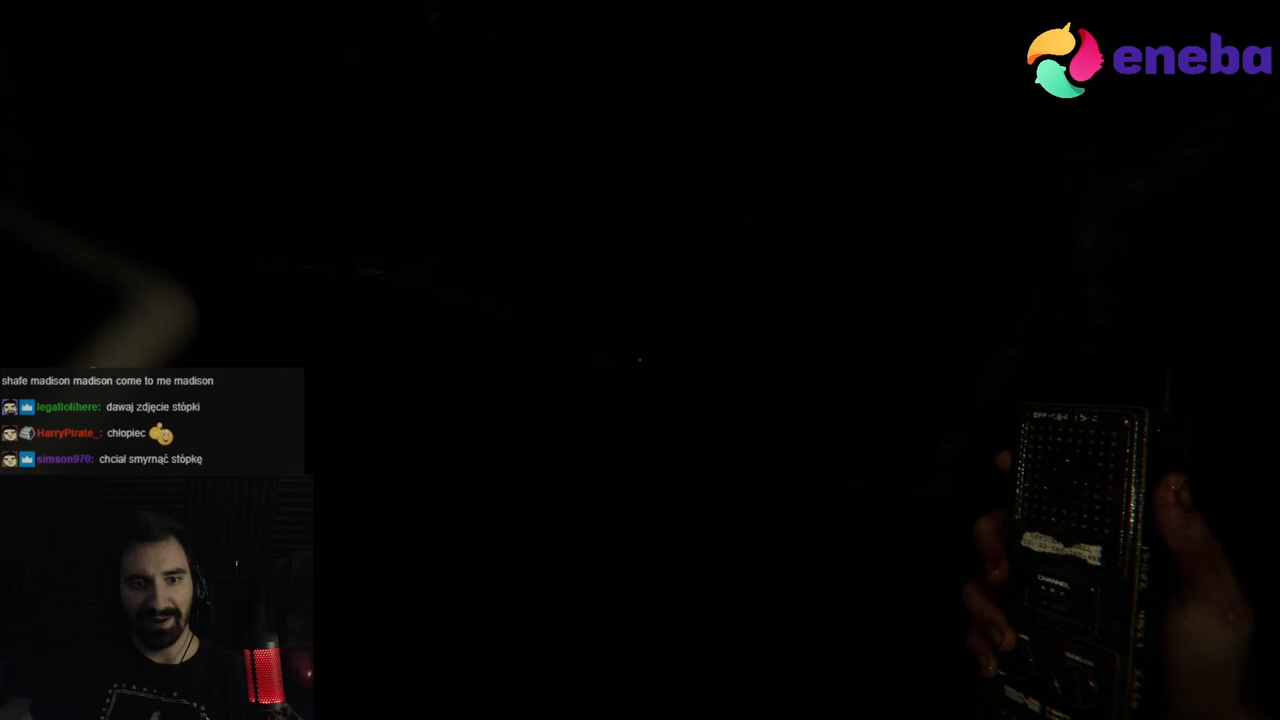 eneba
shafe madison madison come to me madison
legallolihere: dawaj zdjęcie stópki
HarryPirate_: chłopiec
simson970: chciał smyrnąć stópkę
CHANNEL